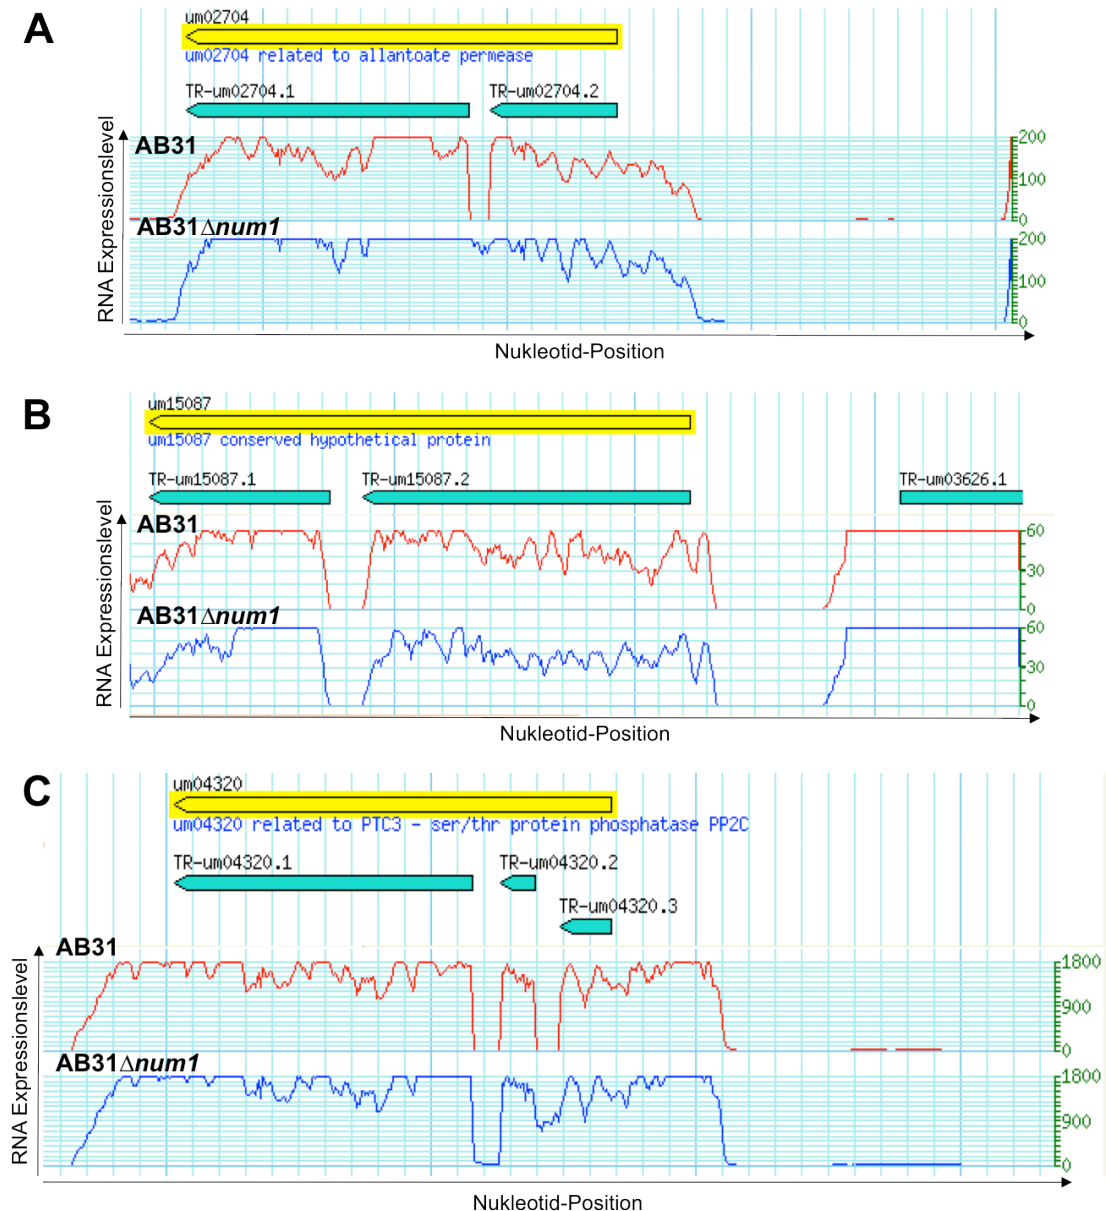 A
um02704
um02704 related to allantoate permease
TR-um02704.1 TR-um02704.2
AB31
200
100
0
AB31Δnum1
200
100
0
RNA Expressionslevel
Nukleotid-Position
B
um15087
um15087 conserved hypothetical protein
TR-um15087.1 TR-um15087.2 TR-um03626.1
AB31
60
30
0
AB31Δnum1
60
30
0
RNA Expressionslevel
Nukleotid-Position
C
um04320
um04320 related to PTC3 - ser/thr protein phosphatase PP2C
TR-um04320.1 TR-um04320.2
TR-um04320.3
AB31
1800
900
0
AB31Δnum1
1800
900
0
RNA Expressionslevel
Nukleotid-Position